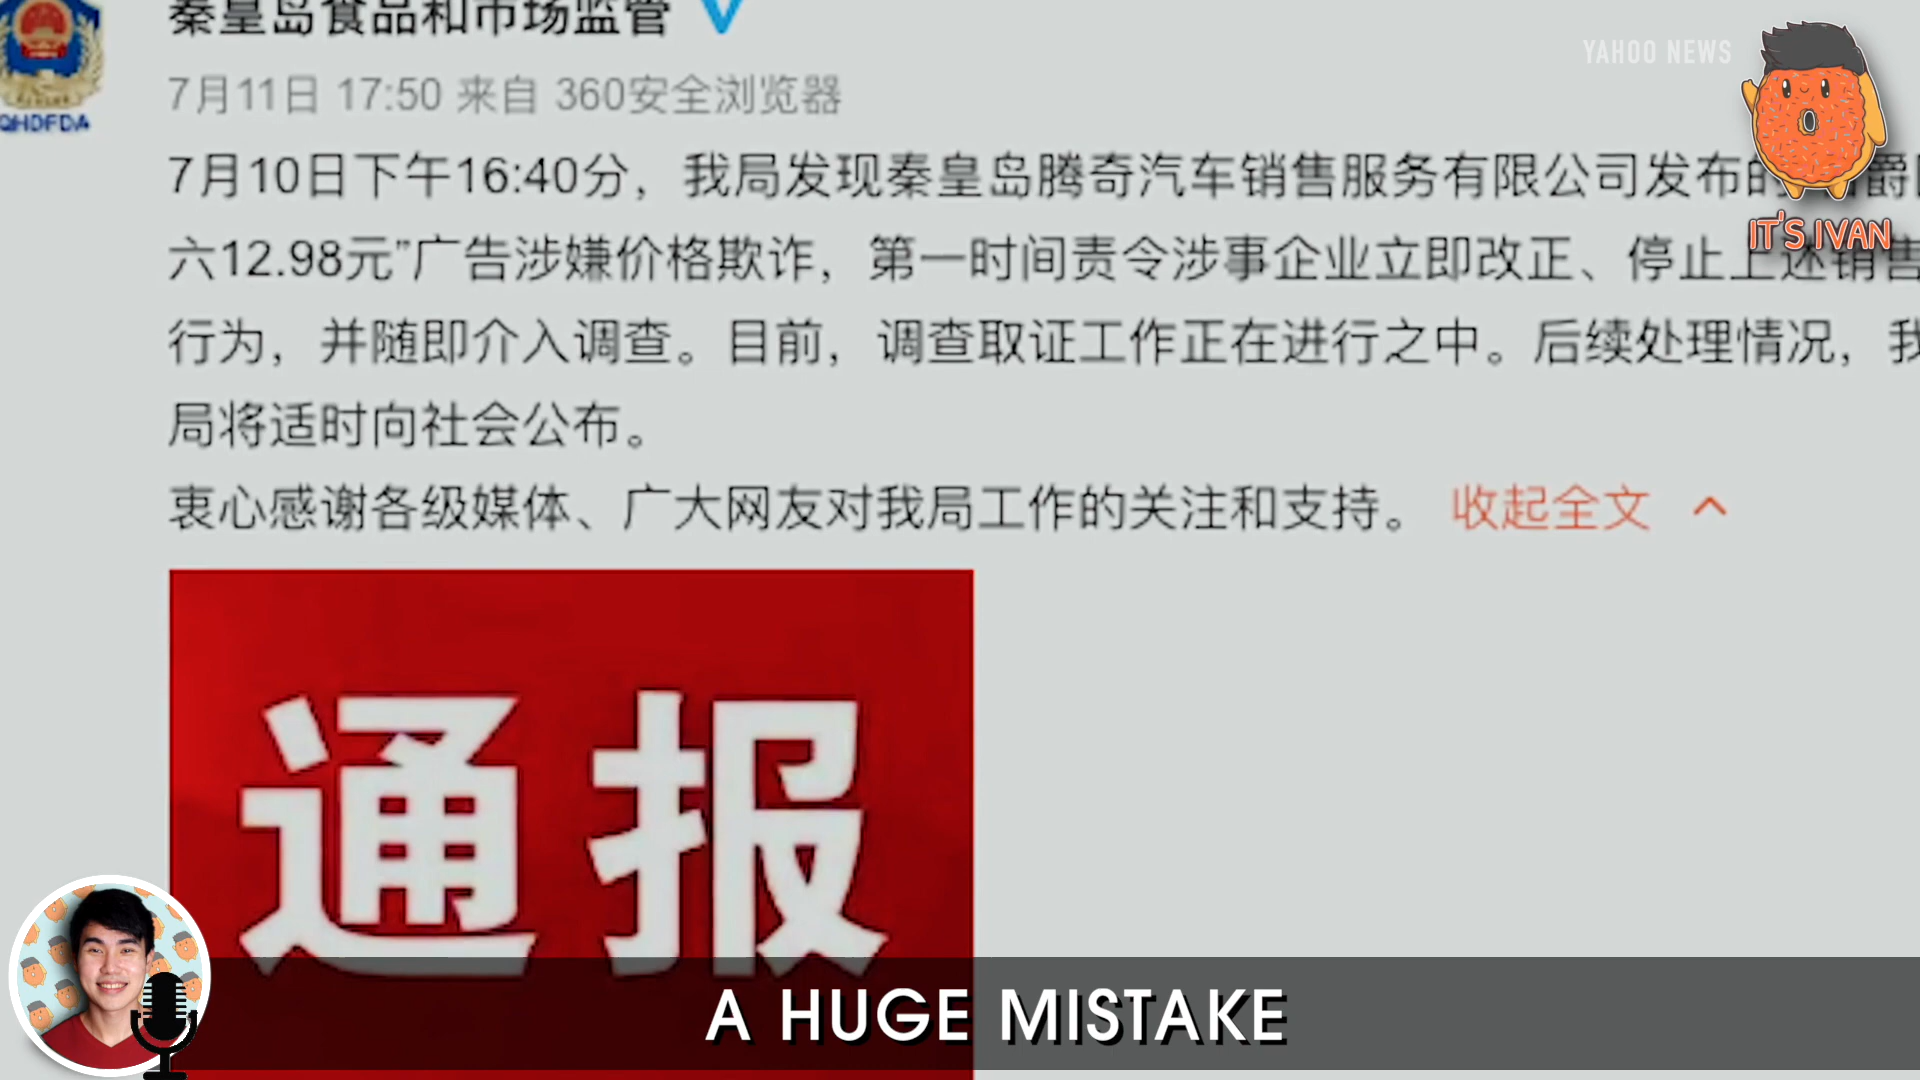 秦皇岛食品和市场监管
QHDFDA
YAHOO NEWS
7月11日 17:50 来自 360安全浏览器
7月10日下午16:40分，我局发现秦皇岛腾奇汽车销售服务有限公司发布的
IT'S IVAN
六12.98元”广告涉嫌价格欺诈，第一时间责令涉事企业立即改正、停止上述销售
行为，并随即介入调查。目前，调查取证工作正在进行之中。后续处理情况，我
局将适时向社会公布。
衷心感谢各级媒体、广大网友对我局工作的关注和支持。 收起全文
通报
A HUGE MISTAKE